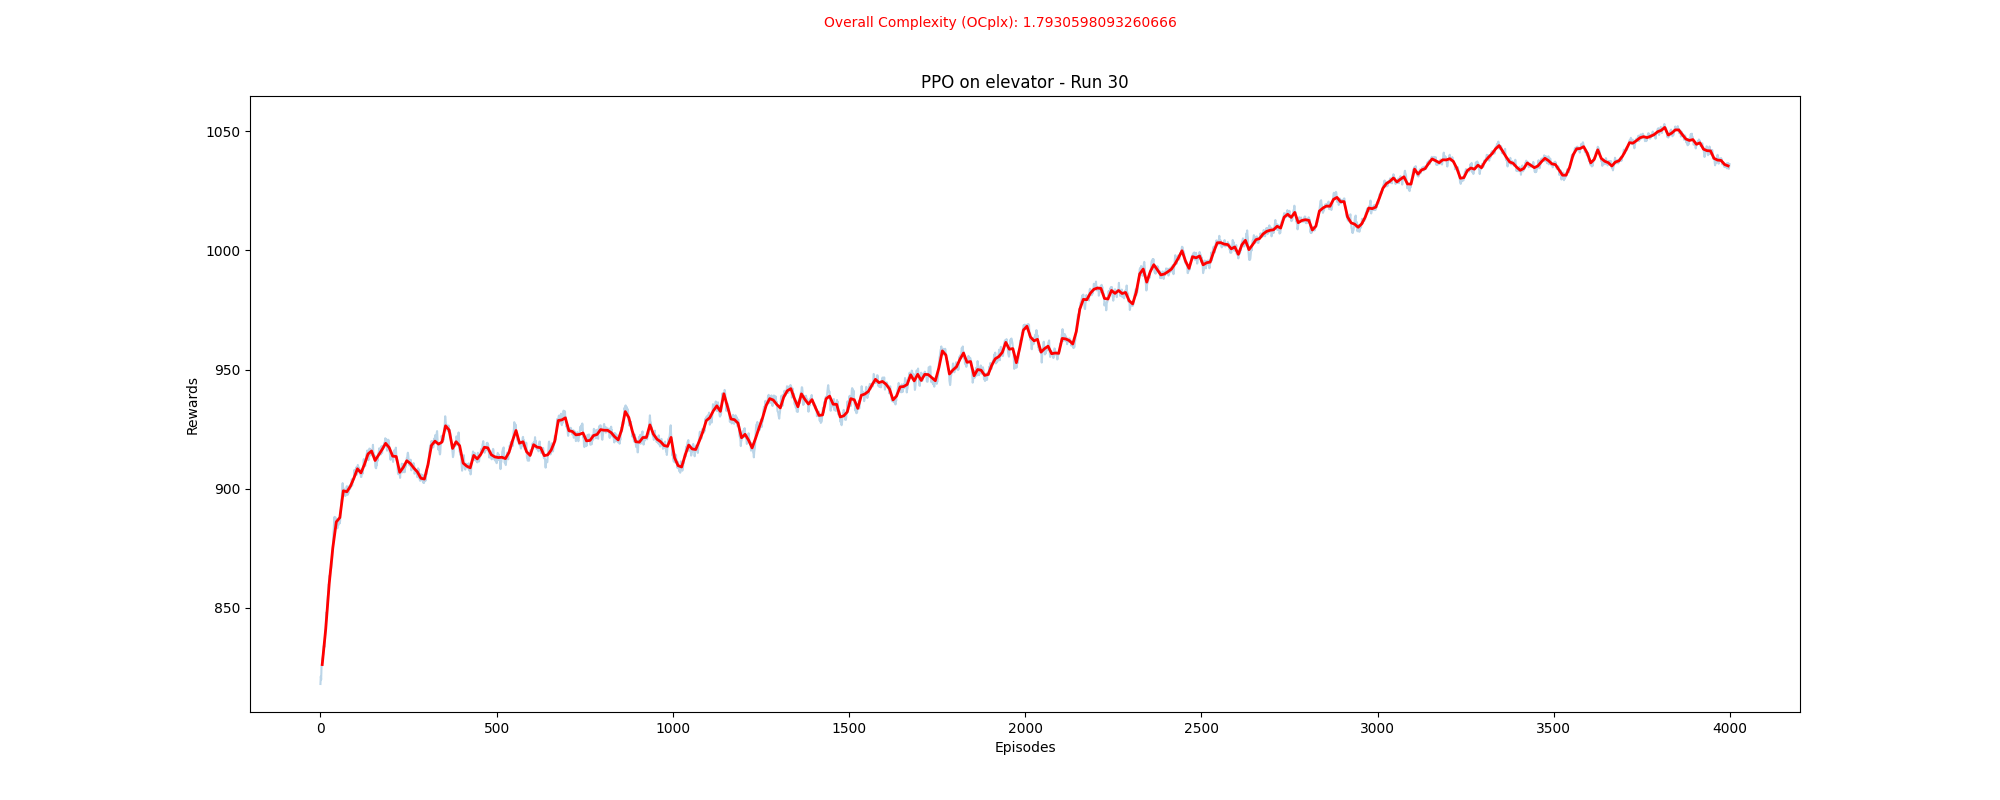 Overall Complexity (OCplx): 1.7930598093260666
PPO on elevator - Run 30
1050
1000
950
900
850
Rewards
0 500 1000 1500 2000 2500 3000 3500 4000
Episodes